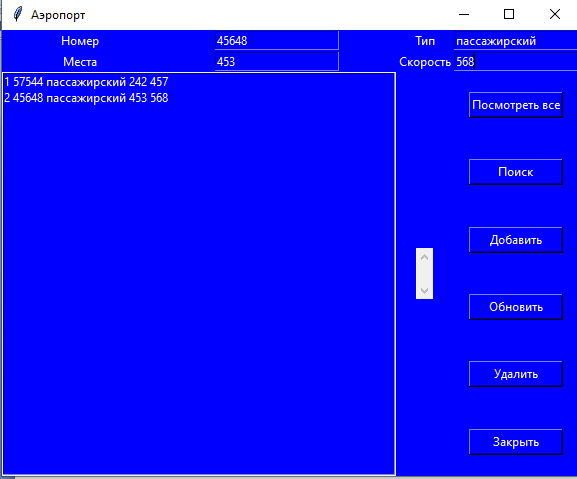 Аэропорт
Номер 45648 Тип пассажирский
Места 453 Скорость 568
1 57544 пассажирский 242 457
2 45648 пассажирский 453 568
Посмотреть все
Поиск
Добавить
Обновить
Удалить
Закрыть